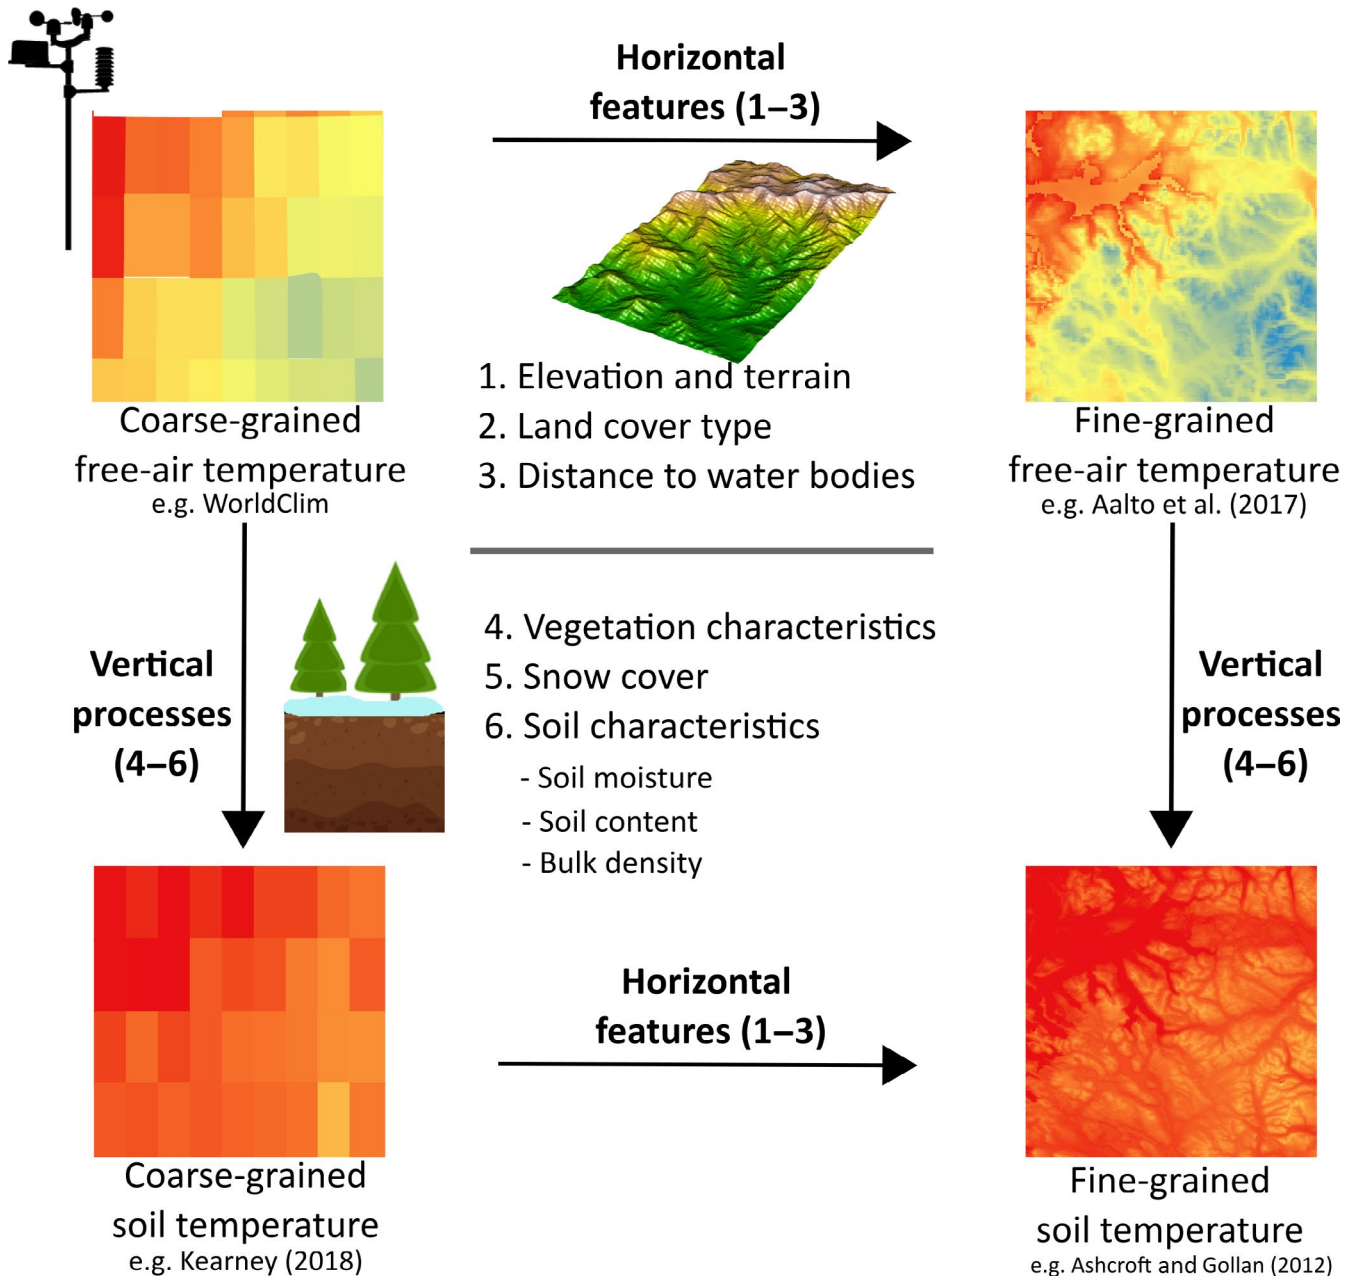 Horizontal
features (1–3)
1. Elevation and terrain
2. Land cover type
3. Distance to water bodies
Coarse-grained
free-air temperature
e.g. WorldClim
Fine-grained
free-air temperature
e.g. Aalto et al. (2017)
Vertical
processes
(4–6)
4. Vegetation characteristics
5. Snow cover
6. Soil characteristics
- Soil moisture
- Soil content
- Bulk density
Vertical
processes
(4–6)
Horizontal
features (1–3)
Coarse-grained
soil temperature
e.g. Kearney (2018)
Fine-grained
soil temperature
e.g. Ashcroft and Gollan (2012)